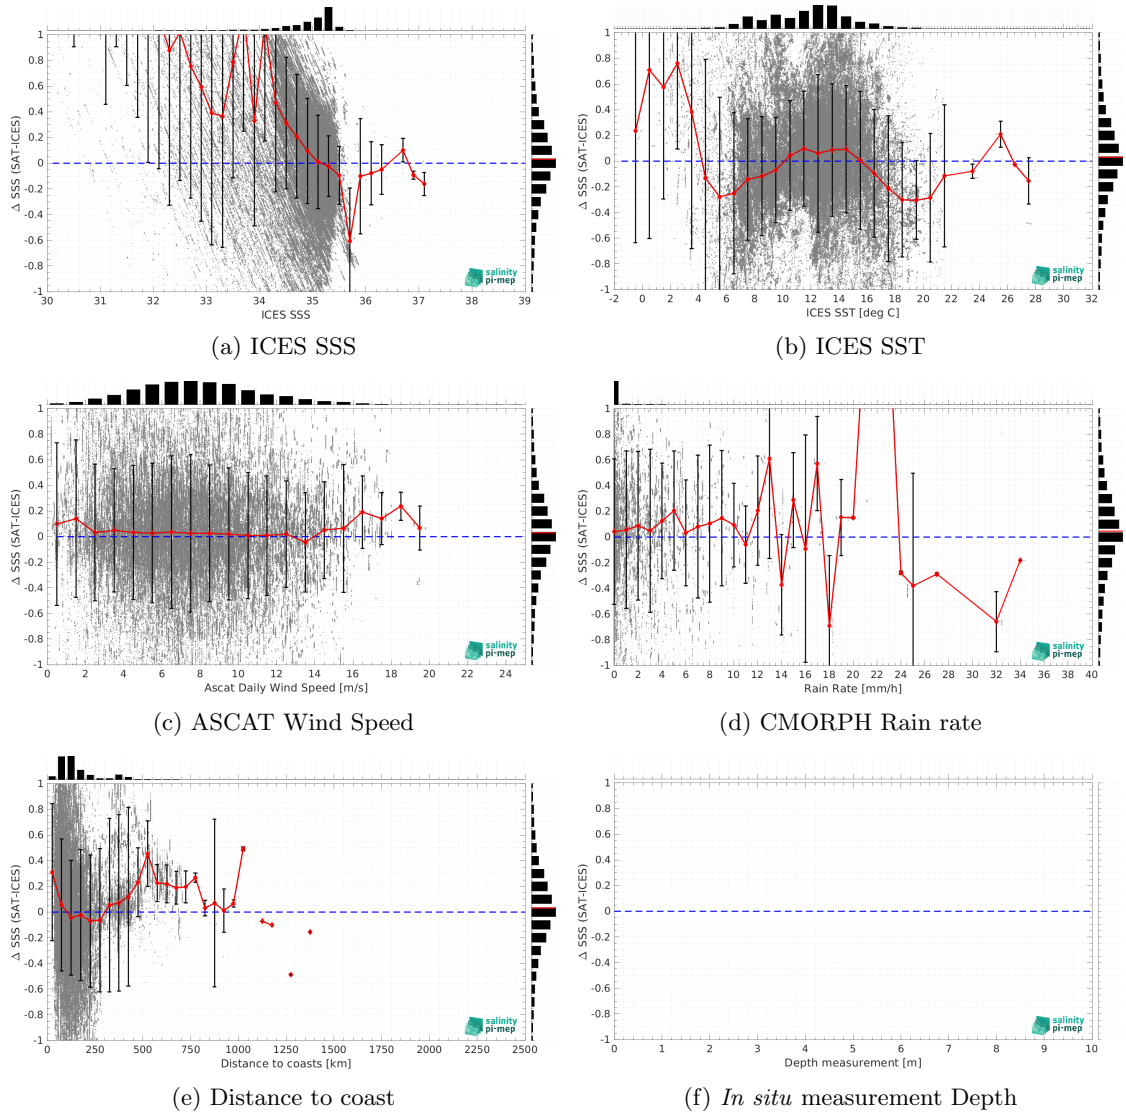 1
0.8
0.6
0.4
0.2
0
-0.2
-0.4
-0.6
-0.8
-1
Δ SSS (SAT-ICES)
30 31 32 33 34 35 36 37 38 39
ICES SSS
salinity
pi-mep
(a) ICES SSS
1
0.8
0.6
0.4
0.2
0
-0.2
-0.4
-0.6
-0.8
-1
Δ SSS (SAT-ICES)
-2 0 2 4 6 8 10 12 14 16 18 20 22 24 26 28 30 32
ICES SST [deg C]
salinity
pi-mep
(b) ICES SST
1
0.8
0.6
0.4
0.2
0
-0.2
-0.4
-0.6
-0.8
-1
Δ SSS (SAT-ICES)
0 2 4 6 8 10 12 14 16 18 20 22 24
Ascat Daily Wind Speed [m/s]
salinity
pi-mep
(c) ASCAT Wind Speed
1
0.8
0.6
0.4
0.2
0
-0.2
-0.4
-0.6
-0.8
-1
Δ SSS (SAT-ICES)
0 2 4 6 8 10 12 14 16 18 20 22 24 26 28 30 32 34 36 38 40
Rain Rate [mm/h]
salinity
pi-mep
(d) CMORPH Rain rate
1
0.8
0.6
0.4
0.2
0
-0.2
-0.4
-0.6
-0.8
-1
Δ SSS (SAT-ICES)
0 250 500 750 1000 1250 1500 1750 2000 2250 2500
Distance to coasts [km]
salinity
pi-mep
(e) Distance to coast
1
0.8
0.6
0.4
0.2
0
-0.2
-0.4
-0.6
-0.8
-1
Δ SSS (SAT-ICES)
0 1 2 3 4 5 6 7 8 9 10
Depth measurement [m]
salinity
pi-mep
(f) In situ measurement Depth